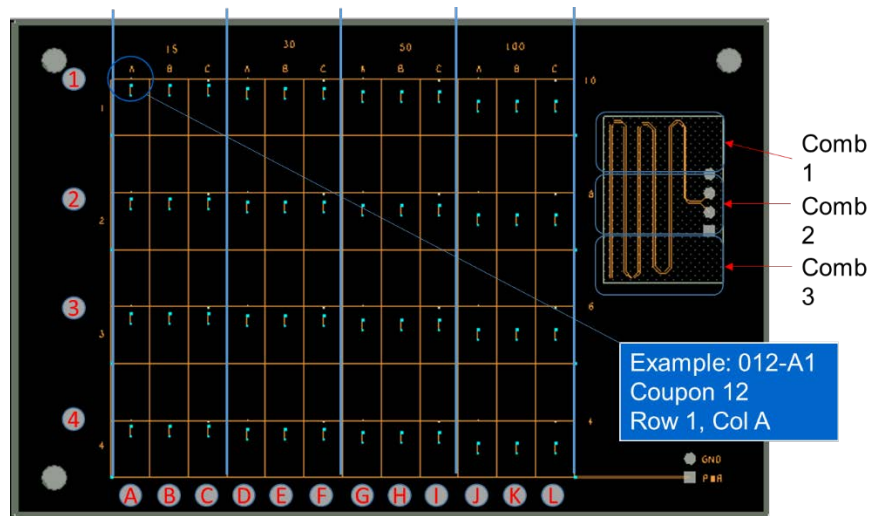 15 30 50 100
A B C A B C A B C A B C
1 10
1
Comb
1
2 8
2
Comb
2
Comb
3
3 6
3
Example: 012-A1
Coupon 12
Row 1, Col A
4 4
4
GND
PWR
A B C D E F G H I J K L